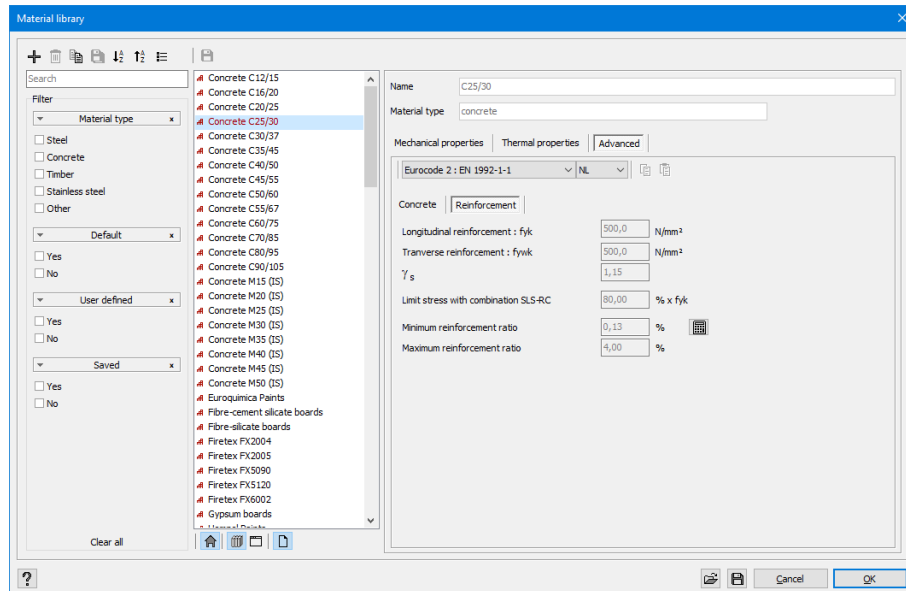 Material library
Search
Filter
Material type x
Steel
Concrete
Timber
Stainless steel
Other
Default x
Yes
No
User defined x
Yes
No
Saved x
Yes
No
Clear all
Concrete C12/15
Concrete C16/20
Concrete C20/25
Concrete C25/30
Concrete C30/37
Concrete C35/45
Concrete C40/50
Concrete C45/55
Concrete C50/60
Concrete C55/67
Concrete C60/75
Concrete C70/85
Concrete C80/95
Concrete C90/105
Concrete M15 (IS)
Concrete M20 (IS)
Concrete M25 (IS)
Concrete M30 (IS)
Concrete M35 (IS)
Concrete M40 (IS)
Concrete M45 (IS)
Concrete M50 (IS)
Euroquimica Paints
Fibre-cement silicate boards
Fibre-silicate boards
Firetex FX2004
Firetex FX2005
Firetex FX5090
Firetex FX5120
Firetex FX6002
Gypsum boards
Name C25/30
Material type concrete
Mechanical properties Thermal properties Advanced
Eurocode 2 : EN 1992-1-1 NL
Concrete Reinforcement
Longitudinal reinforcement : fyk 500,0 N/mm²
Tranverse reinforcement : fywk 500,0 N/mm²
γ s 1,15
Limit stress with combination SLS-RC 80,00 % x fyk
Minimum reinforcement ratio 0,13 %
Maximum reinforcement ratio 4,00 %
? Cancel OK